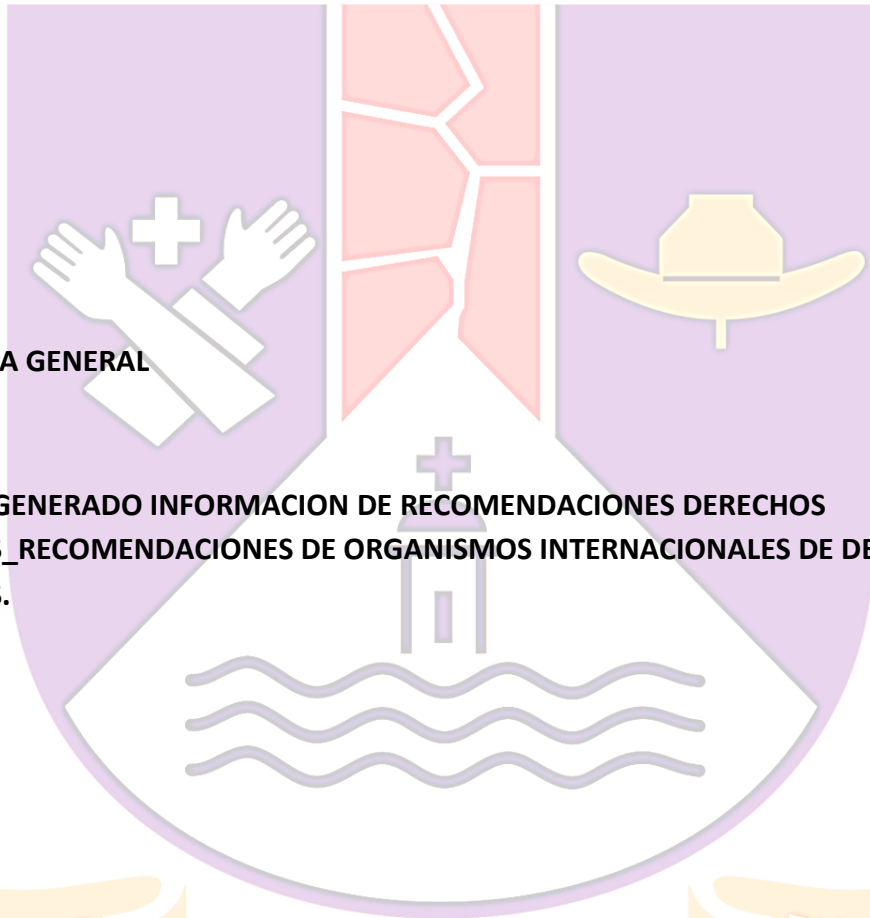 A GENERAL
GENERADO INFORMACION DE RECOMENDACIONES DERECHOS
_RECOMENDACIONES DE ORGANISMOS INTERNACIONALES DE DE
.